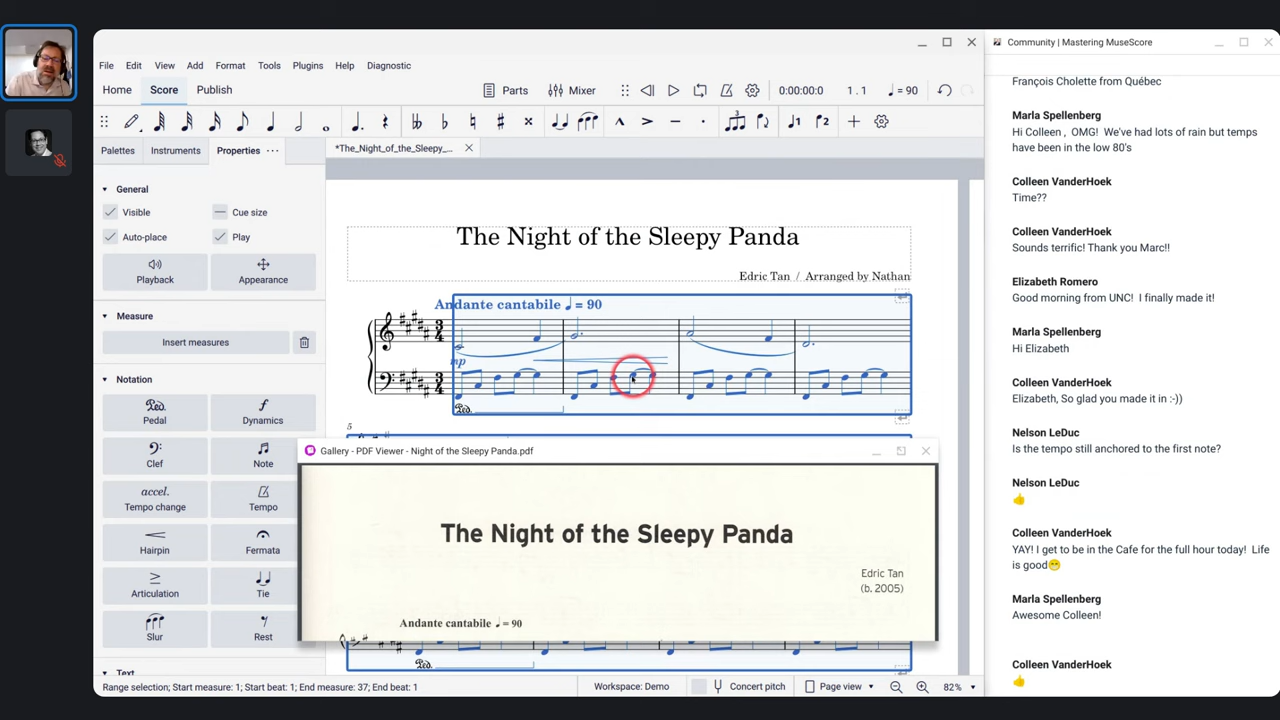 Community | Mastering MuseScore
File Edit View Add Format Tools Plugins Help Diagnostic
Home Score Publish
Parts Mixer 0:00:00:0 1 . 1 = 90
Palettes Instruments Properties
*The_Night_of_the_Sleepy_...
General
Visible Cue size
Auto-place Play
Playback Appearance
Measure
Insert measures
Notation
Pedal Dynamics
Clef Note
accel.
Tempo change Tempo
Hairpin Fermata
Articulation Tie
Slur Rest
Text
The Night of the Sleepy Panda
Edric Tan / Arranged by Nathan
Andante cantabile = 90
3 4
mp
3 4
Ped.
5
Gallery - PDF Viewer - Night of the Sleepy Panda.pdf
The Night of the Sleepy Panda
Edric Tan
(b. 2005)
Andante cantabile = 90
Ped.
Range selection; Start measure: 1; Start beat: 1; End measure: 37; End beat: 1
Workspace: Demo Concert pitch Page view 82%
François Cholette from Québec
Marla Spellenberg
Hi Colleen , OMG! We've had lots of rain but temps
have been in the low 80's
Colleen VanderHoek
Time??
Colleen VanderHoek
Sounds terrific! Thank you Marc!!
Elizabeth Romero
Good morning from UNC! I finally made it!
Marla Spellenberg
Hi Elizabeth
Colleen VanderHoek
Elizabeth, So glad you made it in :-))
Nelson LeDuc
Is the tempo still anchored to the first note?
Nelson LeDuc
👍
Colleen VanderHoek
YAY! I get to be in the Cafe for the full hour today! Life
is good😁
Marla Spellenberg
Awesome Colleen!
Colleen VanderHoek
👍